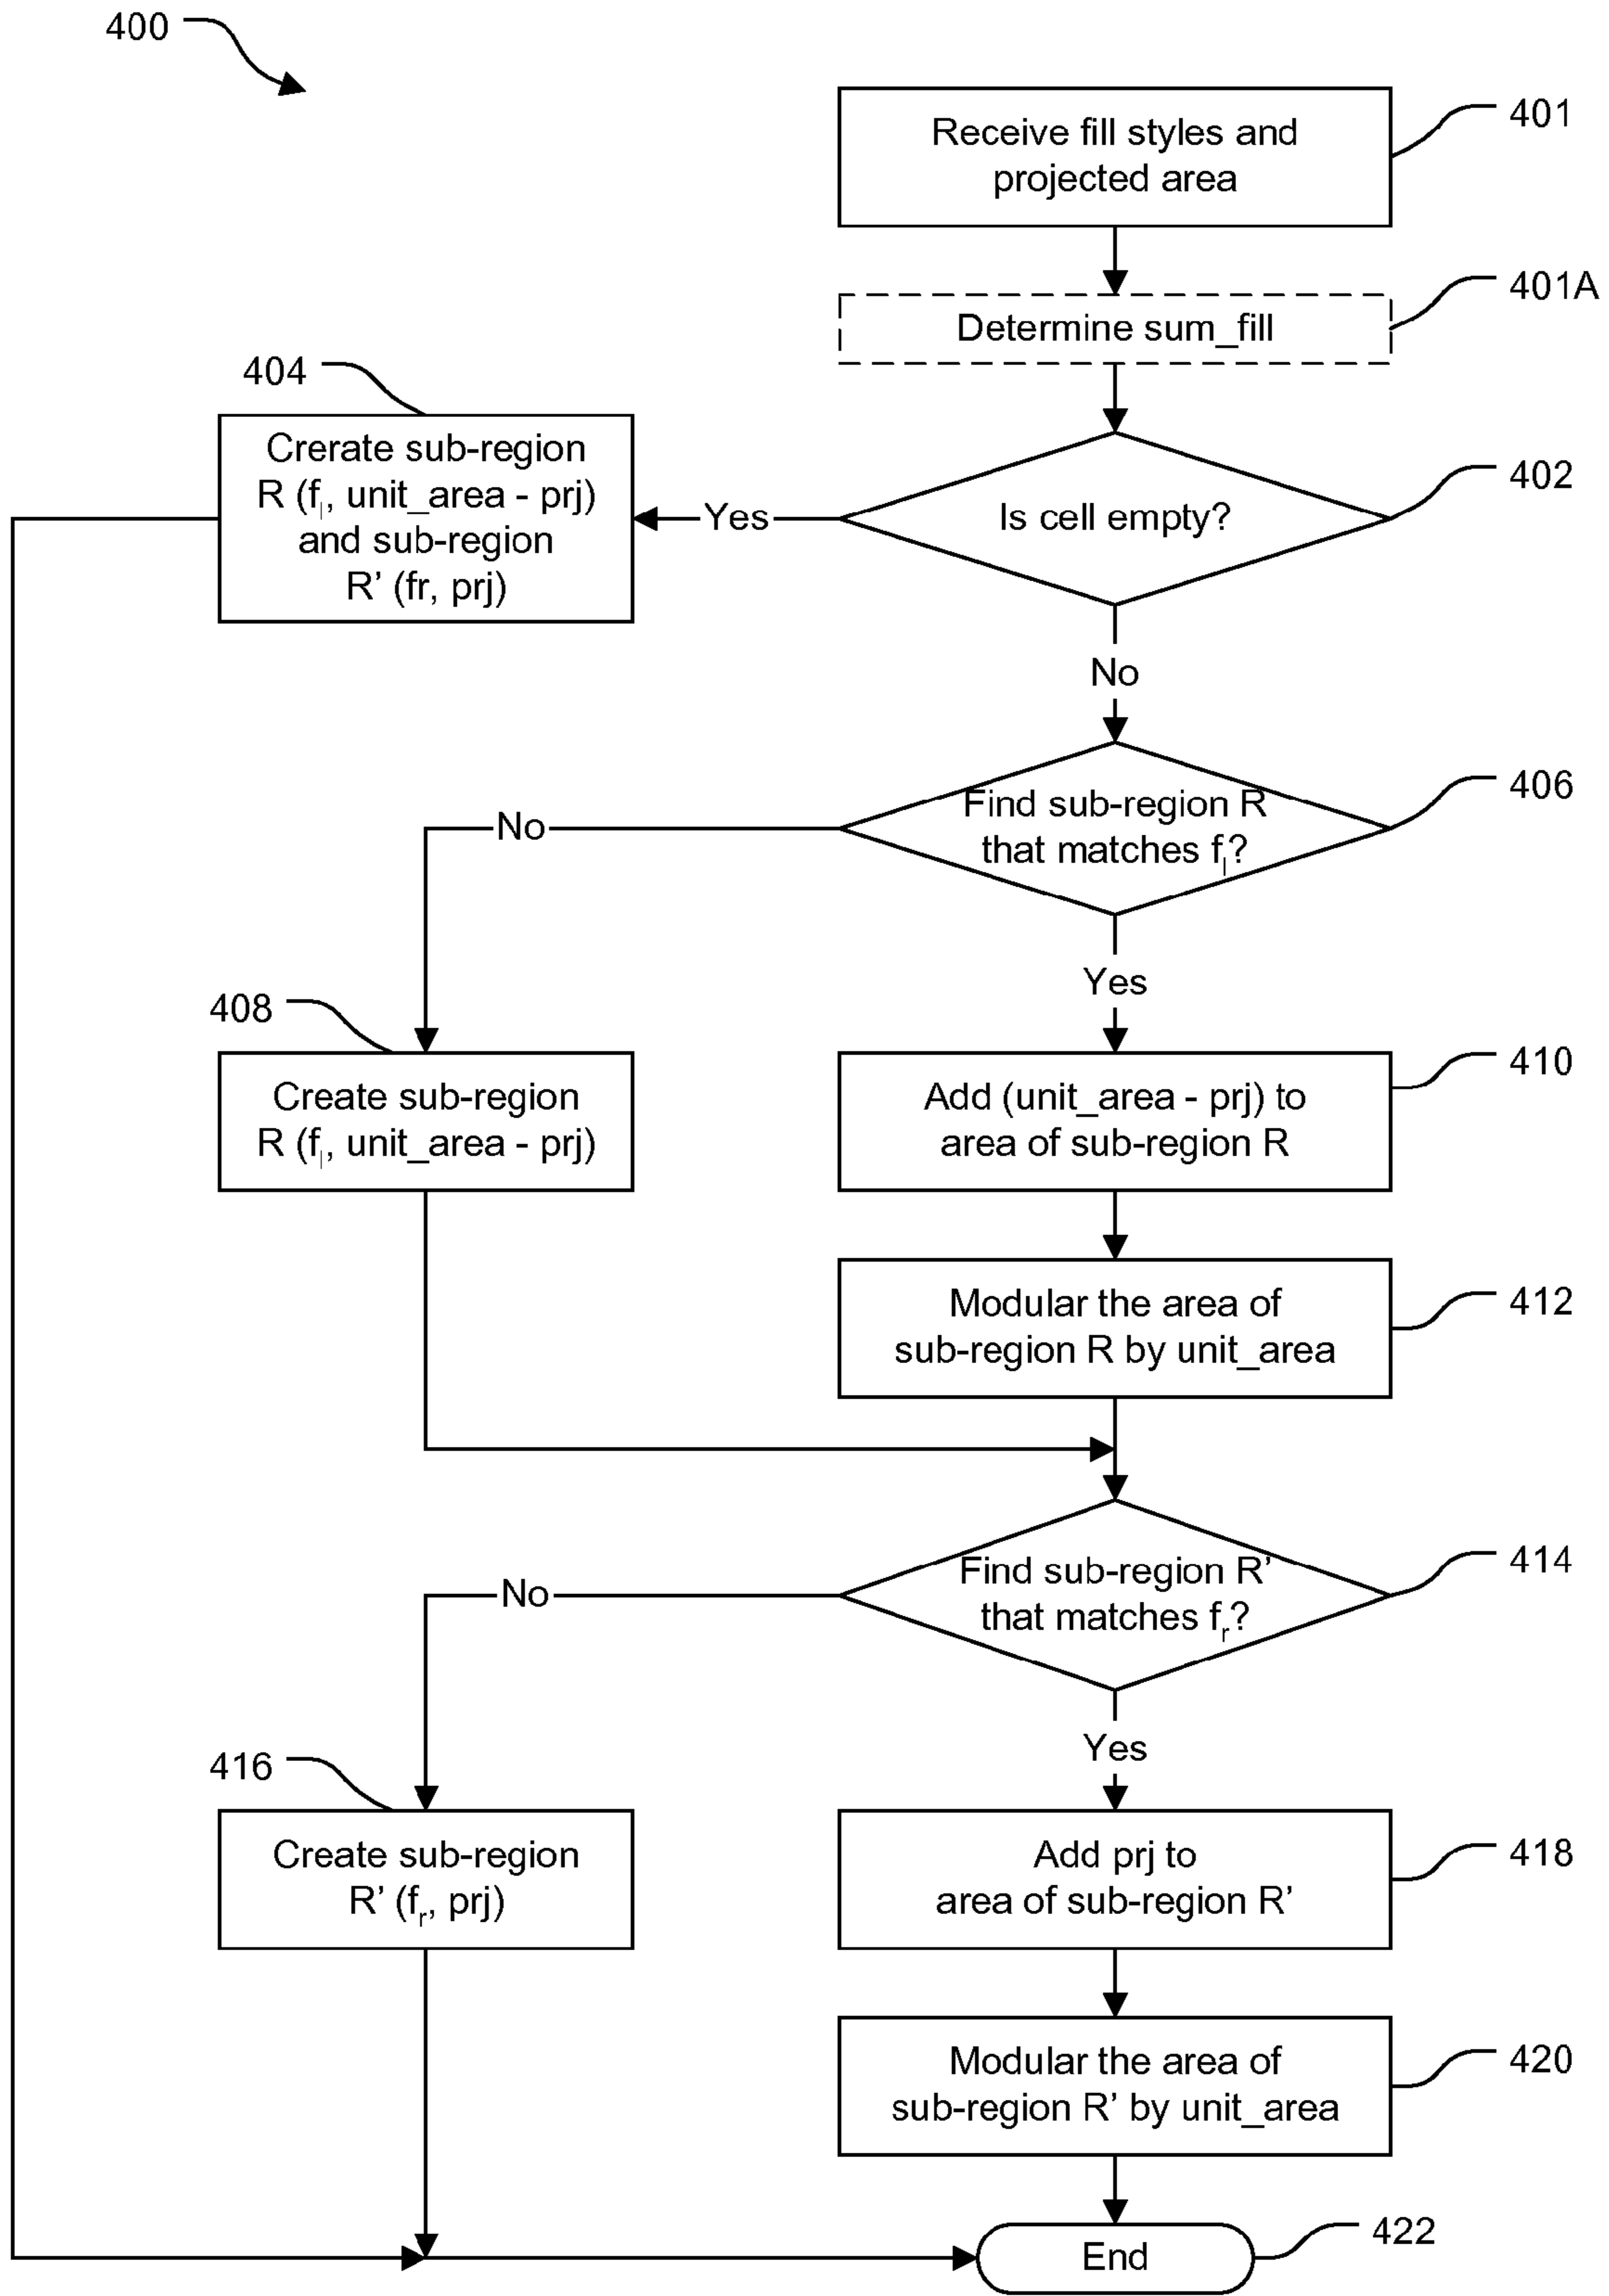 400
401
Receive fill styles and
projected area
401A
Determine sum_fill
404
Crerate sub-region
R (fl, unit_area - prj)
and sub-region
R’ (fr, prj)
Yes
Is cell empty?
402
No
Find sub-region R
that matches fl?
406
No
Yes
408
Create sub-region
R (fl, unit_area - prj)
Add (unit_area - prj) to
area of sub-region R
410
Modular the area of
sub-region R by unit_area
412
Find sub-region R’
that matches fr?
414
No
Yes
416
Create sub-region
R’ (fr, prj)
Add prj to
area of sub-region R’
418
Modular the area of
sub-region R’ by unit_area
420
End
422